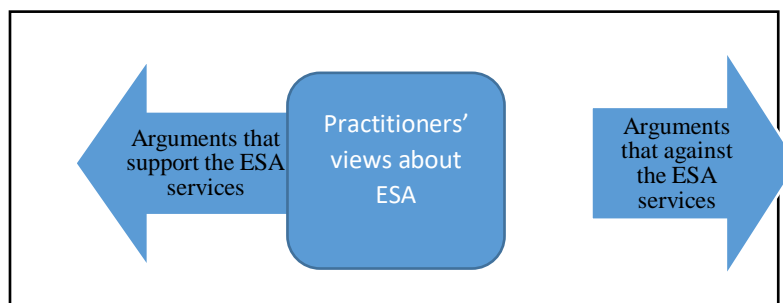 Arguments that
support the ESA
services
Practitioners’
views about
ESA
Arguments
that against
the ESA
services